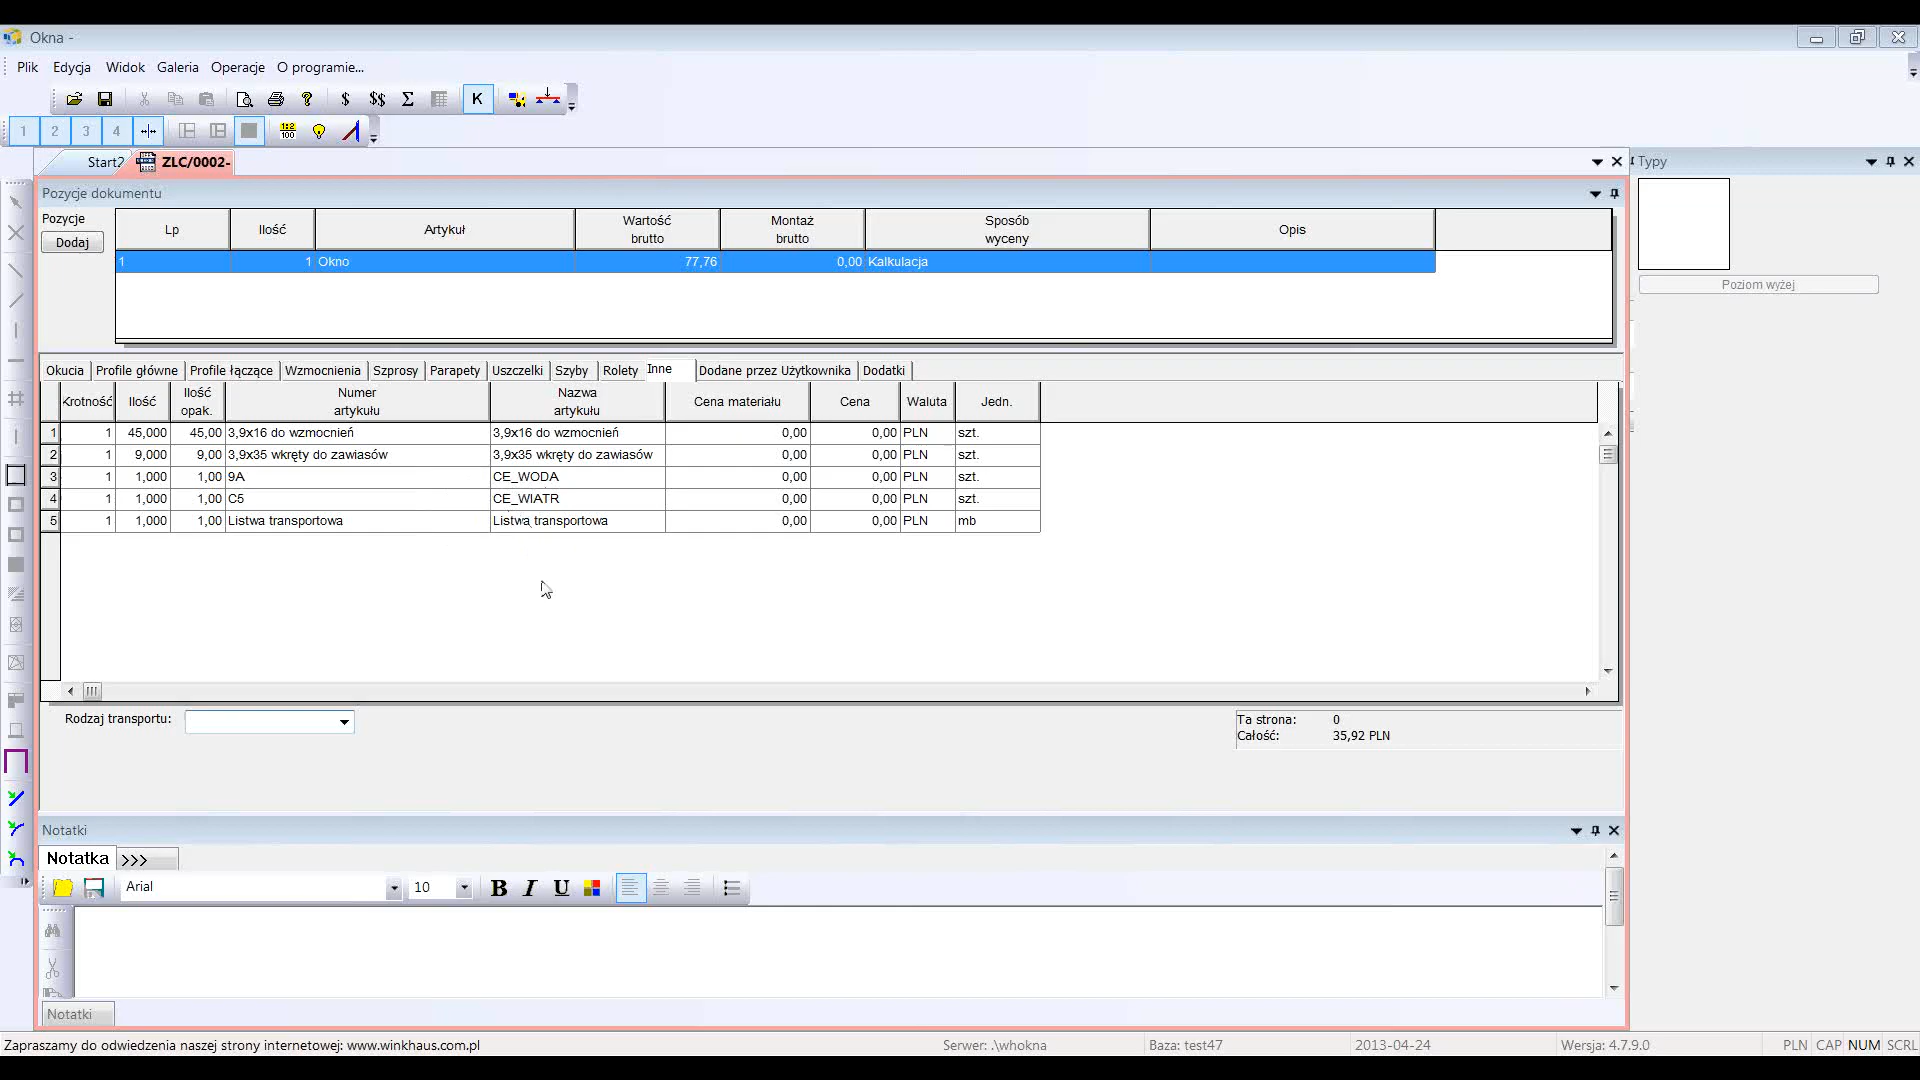 Okna -
Plik Edycja Widok Galeria Operacje O programie...
$ $$ Σ K
1 2 3 4
Start2 ZLC/0002-
Typy
Pozycje dokumentu
Pozycje
Dodaj
Lp Ilość Artykuł Wartość brutto Montaż brutto Sposób wyceny Opis
1 1 Okno 77,76 0,00 Kalkulacja
Poziom wyżej
Okucia Profile główne Profile łączące Wzmocnienia Szprosy Parapety Uszczelki Szyby Rolety Inne Dodane przez Użytkownika Dodatki
Krotność Ilość Ilość opak. Numer artykułu Nazwa artykułu Cena materiału Cena Waluta Jedn.
1 1 45,000 45,00 3,9x16 do wzmocnień 3,9x16 do wzmocnień 0,00 0,00 PLN szt.
2 1 9,000 9,00 3,9x35 wkręty do zawiasów 3,9x35 wkręty do zawiasów 0,00 0,00 PLN szt.
3 1 1,000 1,00 9A CE_WODA 0,00 0,00 PLN szt.
4 1 1,000 1,00 C5 CE_WIATR 0,00 0,00 PLN szt.
5 1 1,000 1,00 Listwa transportowa Listwa transportowa 0,00 0,00 PLN mb
Rodzaj transportu:
Ta strona: 0
Całość: 35,92 PLN
Notatki
Notatka >>>
Arial 10 B I U
Notatki
Zapraszamy do odwiedzenia naszej strony internetowej: www.winkhaus.com.pl Serwer: .\whokna Baza: test47 2013-04-24 Wersja: 4.7.9.0 PLN CAP NUM SCRL